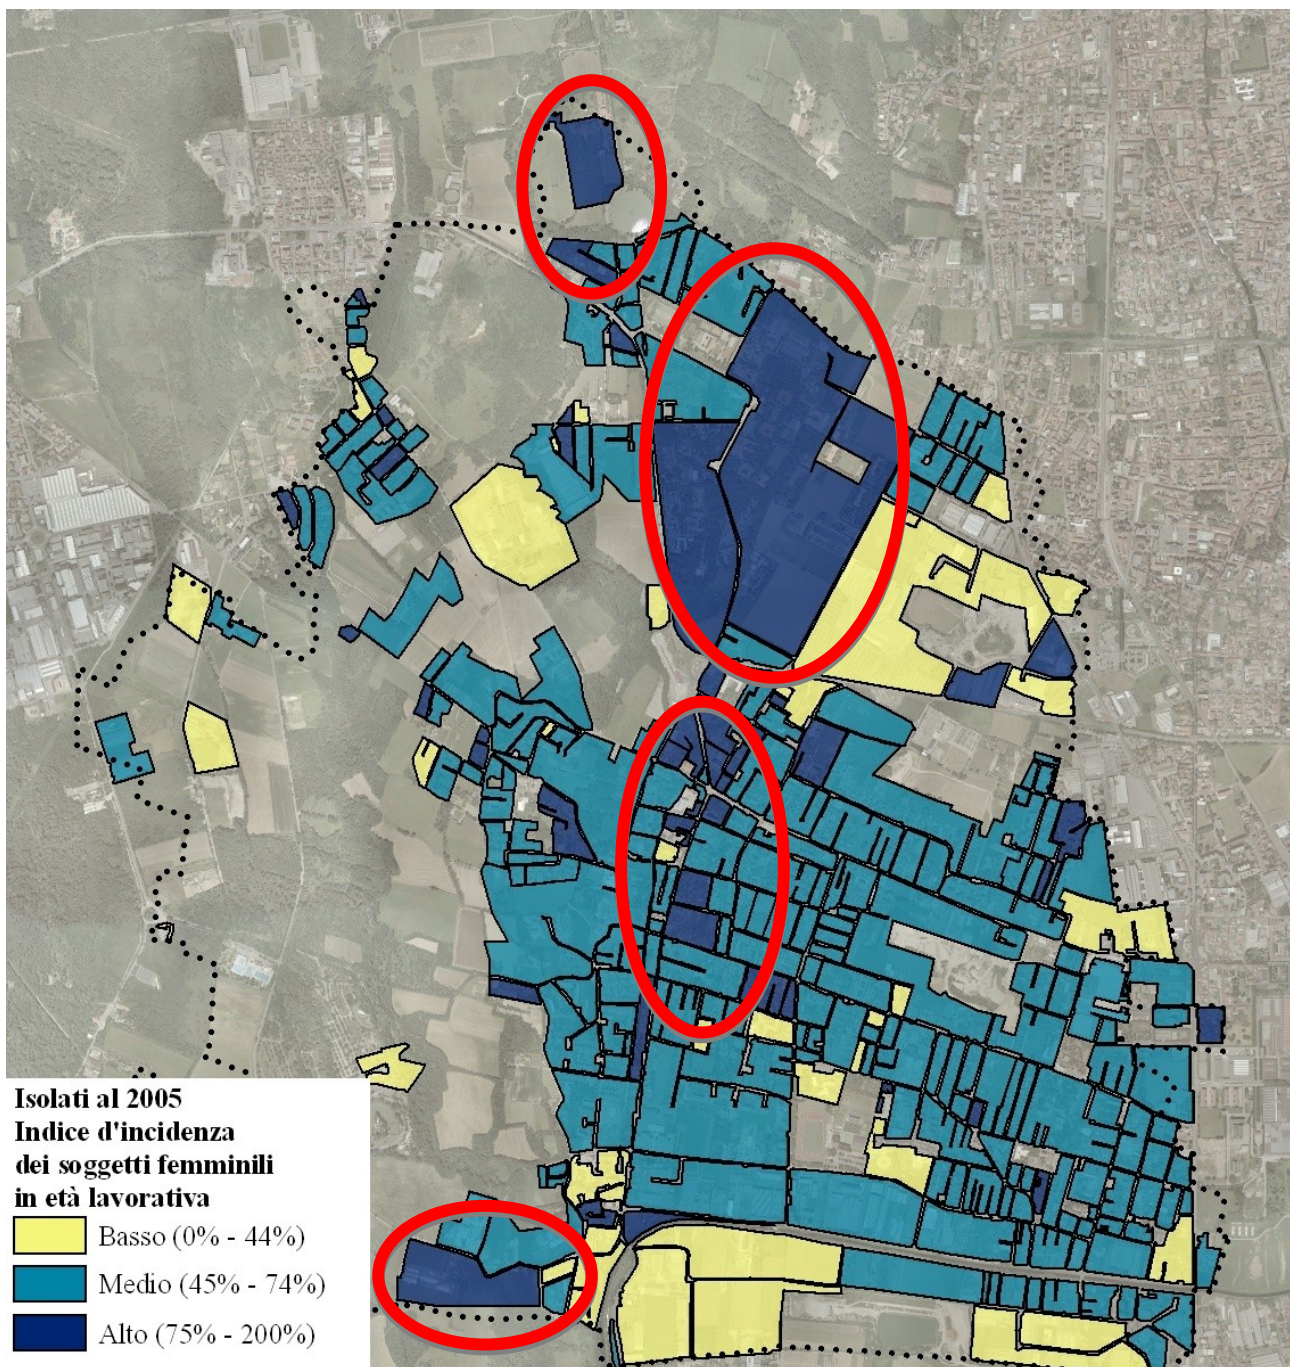 Isolati al 2005
Indice d'incidenza
dei soggetti femminili
in età lavorativa
Basso (0% - 44%)
Medio (45% - 74%)
Alto (75% - 200%)